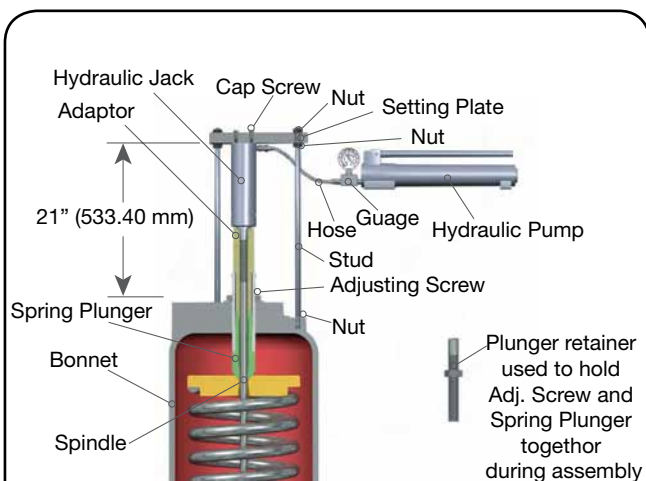 Hydraulic Jack
Cap Screw
Nut
Adaptor
Setting Plate
Nut
21” (533.40 mm)
Hose
Guage
Hydraulic Pump
Stud
Adjusting Screw
Spring Plunger
Nut
Bonnet
Plunger retainer
used to hold
Adj. Screw and
Spring Plunger
togethor
during assembly
Spindle